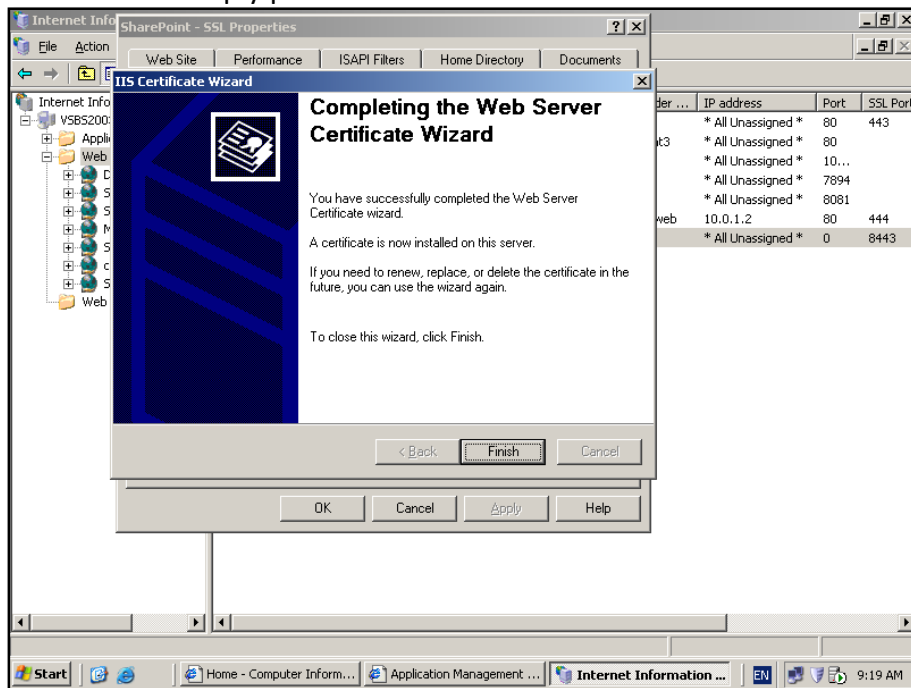 Internet Info
SharePoint - SSL Properties
File Action
Web Site Performance ISAPI Filters Home Directory Documents
IIS Certificate Wizard
Completing the Web Server
Certificate Wizard
You have successfully completed the Web Server
Certificate wizard.
A certificate is now installed on this server.
If you need to renew, replace, or delete the certificate in the
future, you can use the wizard again.
To close this wizard, click Finish.
< Back Finish Cancel
OK Cancel Apply Help
Internet Info
VSBS200
Appli
Web
D
S
S
M
S
c
S
Web
der ... IP address Port SSL Port
* All Unassigned * 80 443
t3 * All Unassigned * 80
* All Unassigned * 10...
* All Unassigned * 7894
* All Unassigned * 8081
web 10.0.1.2 80 444
* All Unassigned * 0 8443
Start Home - Computer Inform... Application Management ... Internet Information ... EN 9:19 AM